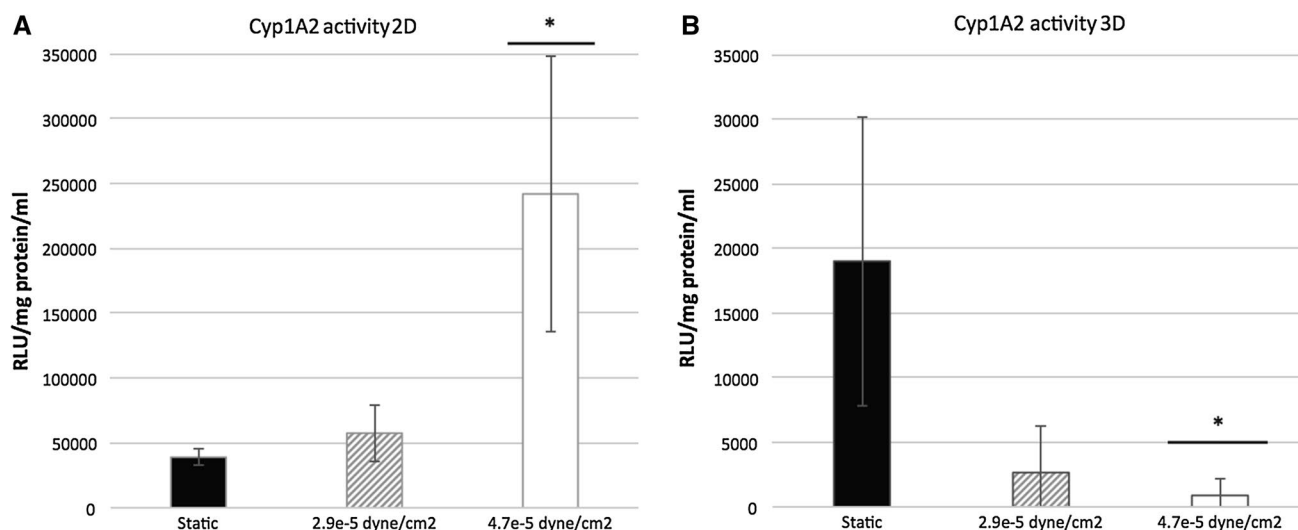 A
Cyp1A2 activity 2D
*
350000
300000
250000
200000
150000
100000
50000
0
RLU/mg protein/ml
Static
2.9e-5 dyne/cm2
4.7e-5 dyne/cm2
B
Cyp1A2 activity 3D
35000
30000
25000
20000
15000
10000
5000
0
*
RLU/mg protein/ml
Static
2.9e-5 dyne/cm2
4.7e-5 dyne/cm2